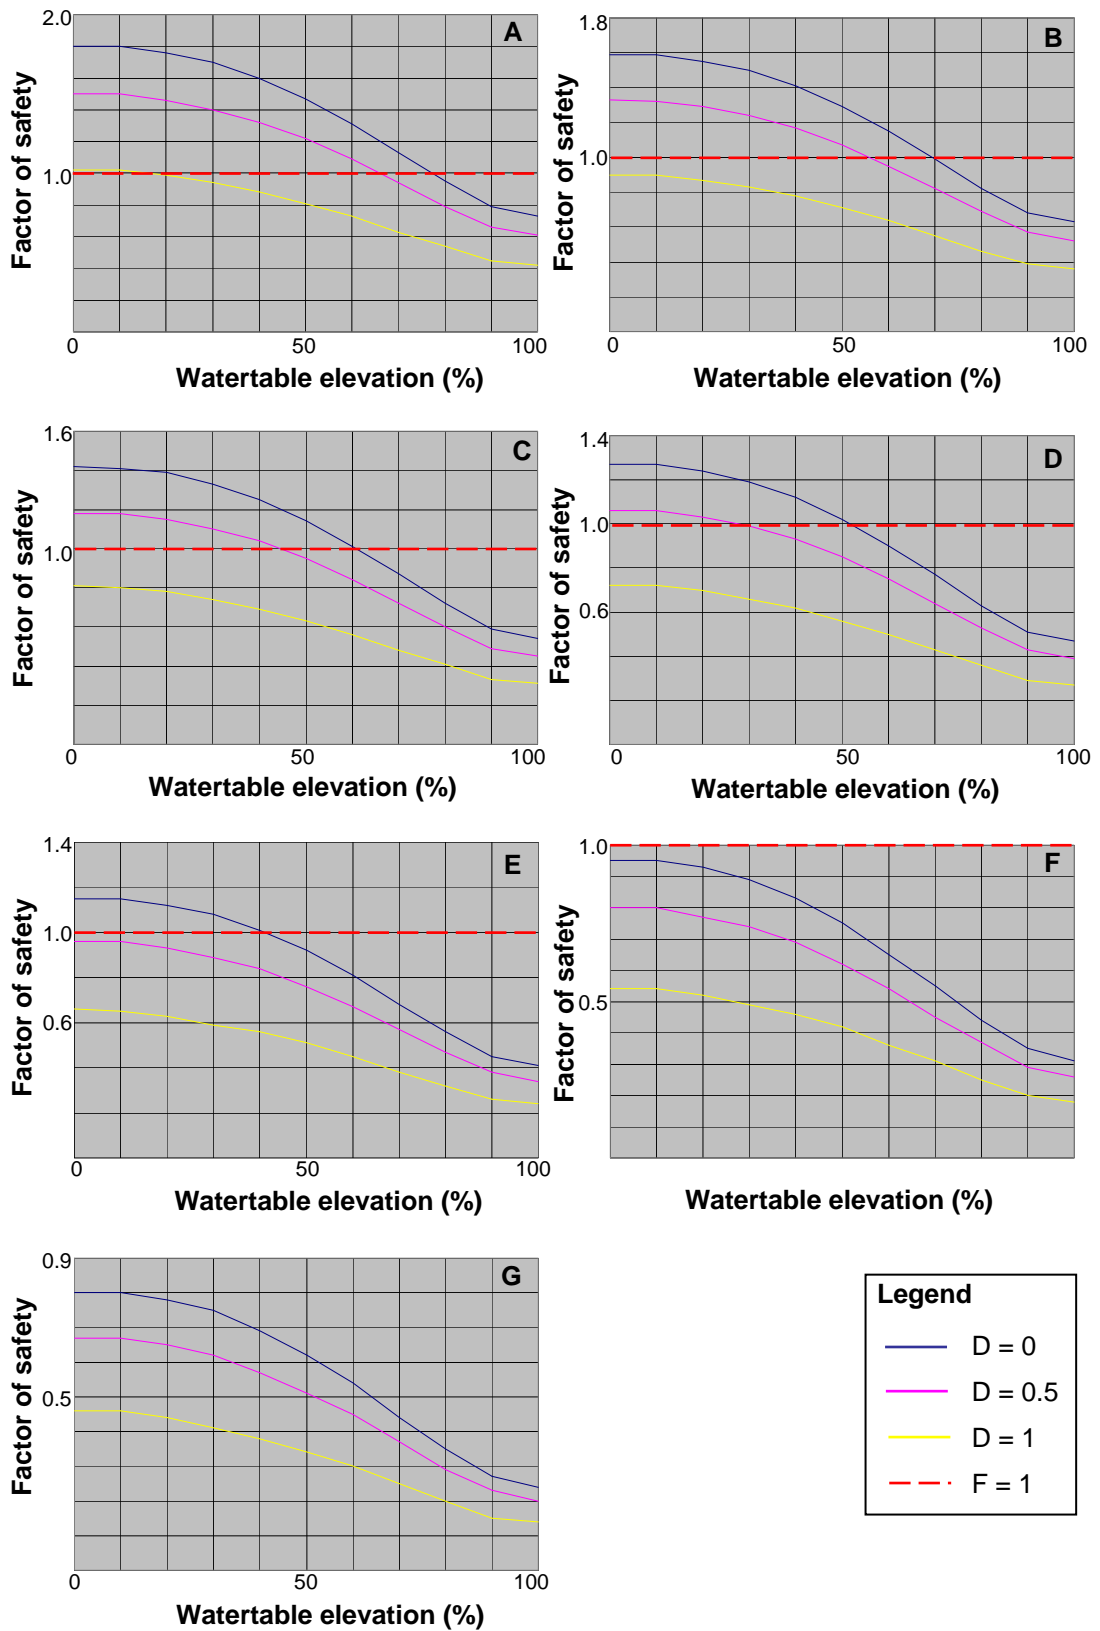 2.0
A
Factor of safety
1.0
0
50
100
Watertable elevation (%)
1.8
B
Factor of safety
1.0
0
50
100
Watertable elevation (%)
1.6
C
Factor of safety
1.0
0
50
100
Watertable elevation (%)
1.4
D
Factor of safety
1.0
0.6
0
50
100
Watertable elevation (%)
1.4
E
Factor of safety
1.0
0.6
0
50
100
Watertable elevation (%)
1.0
F
Factor of safety
0.5
Watertable elevation (%)
0.9
G
Factor of safety
0.5
0
50
100
Watertable elevation (%)
Legend
D = 0
D = 0.5
D = 1
F = 1